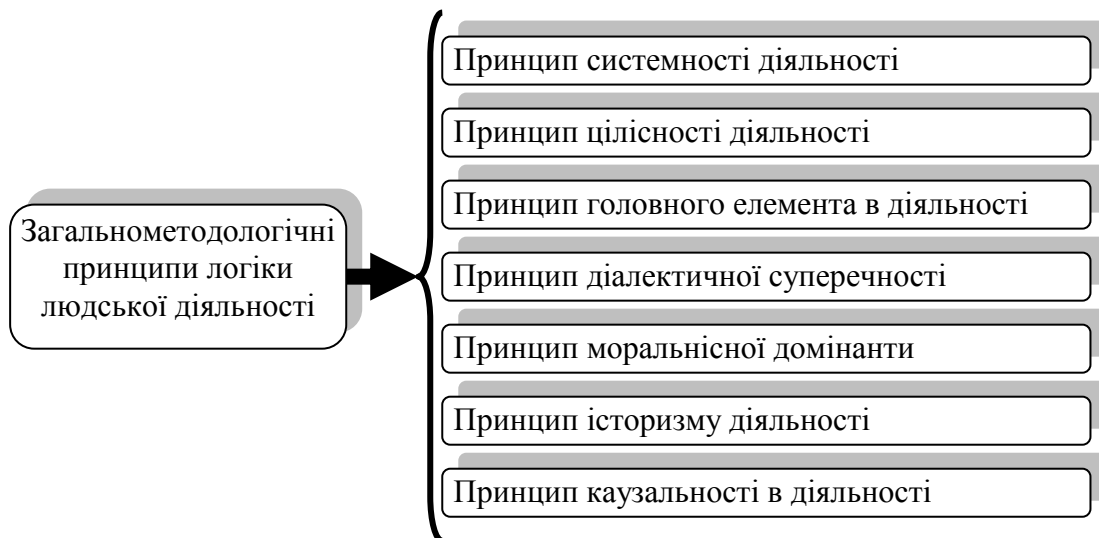 Загальнометодологічні
принципи логіки
людської діяльності
Принцип системності діяльності
Принцип цілісності діяльності
Принцип головного елемента в діяльності
Принцип діалектичної суперечності
Принцип моральнісної домінанти
Принцип історизму діяльності
Принцип каузальності в діяльності